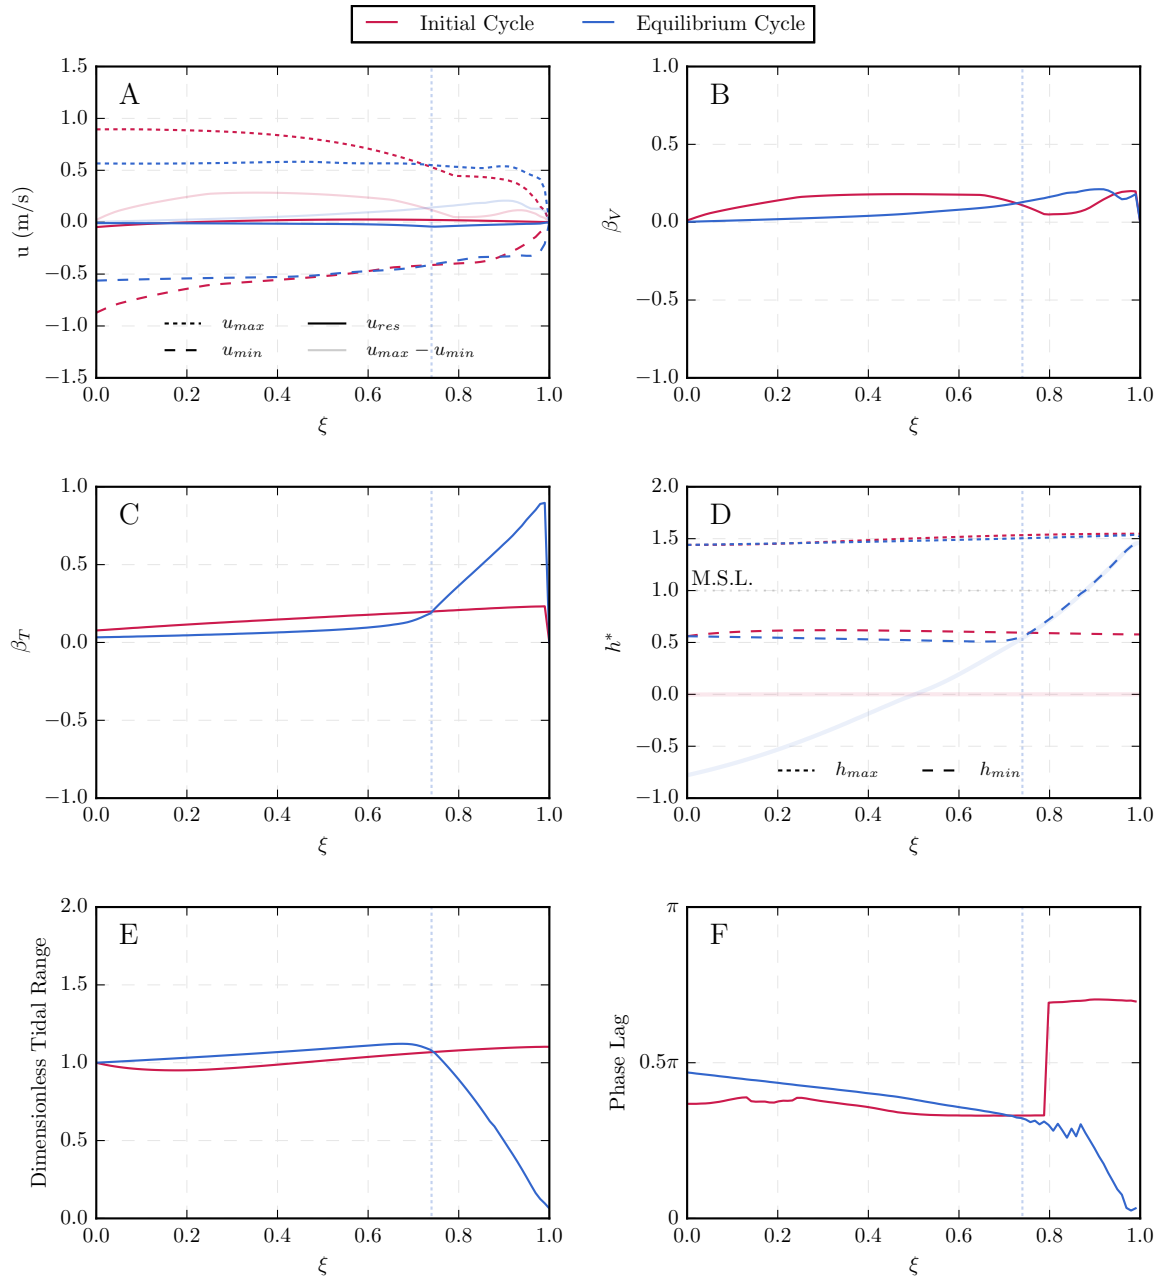 Initial Cycle Equilibrium Cycle
A
1.5
1.0
0.5
0.0
−0.5
−1.0
−1.5
u (m/s)
u_max u_res
u_min u_max − u_min
0.0 0.2 0.4 0.6 0.8 1.0
ξ
B
1.0
0.5
0.0
−0.5
−1.0
β_V
0.0 0.2 0.4 0.6 0.8 1.0
ξ
C
1.0
0.5
0.0
−0.5
−1.0
β_T
0.0 0.2 0.4 0.6 0.8 1.0
ξ
D
2.0
1.5
1.0
0.5
0.0
−0.5
−1.0
h*
M.S.L.
h_max h_min
0.0 0.2 0.4 0.6 0.8 1.0
ξ
E
2.0
1.5
1.0
0.5
0.0
Dimensionless Tidal Range
0.0 0.2 0.4 0.6 0.8 1.0
ξ
F
π
0.5π
0
Phase Lag
0.0 0.2 0.4 0.6 0.8 1.0
ξ